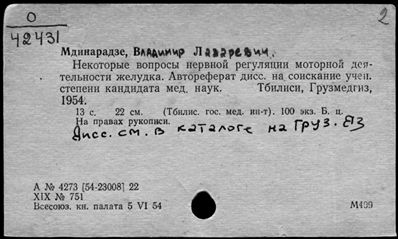 0
42431
2
Мдинарадзе, Владимир Лазаревич.
Некоторые вопросы нервной регуляции моторной дея-
тельности желудка. Автореферат дисс. на соискание учен.
степени кандидата мед. наук. Тбилиси, Грузмедгиз,
1954.
13 с. 22 см. (Тбилис. гос. мед. ин-т). 100 экз. Б. ц.
На правах рукописи.
Дисс. см. в каталоге на Груз. яз
А № 4273 [54-23008] 22
XIX № 751
Всесоюз. кн. палата 5 VI 54
М409